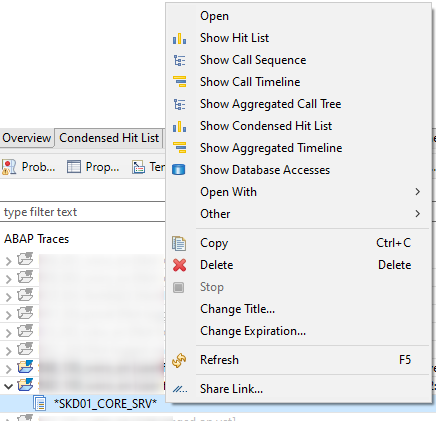 Open
Show Hit List
Show Call Sequence
Show Call Timeline
Show Aggregated Call Tree
Show Condensed Hit List
Show Aggregated Timeline
Show Database Accesses
Open With
Other
Copy Ctrl+C
Delete Delete
Stop
Change Title...
Change Expiration...
Refresh F5
Share Link...
Overview Condensed Hit List
Prob... Prop... Ter
type filter text
ABAP Traces
*SKD01_CORE_SRV*